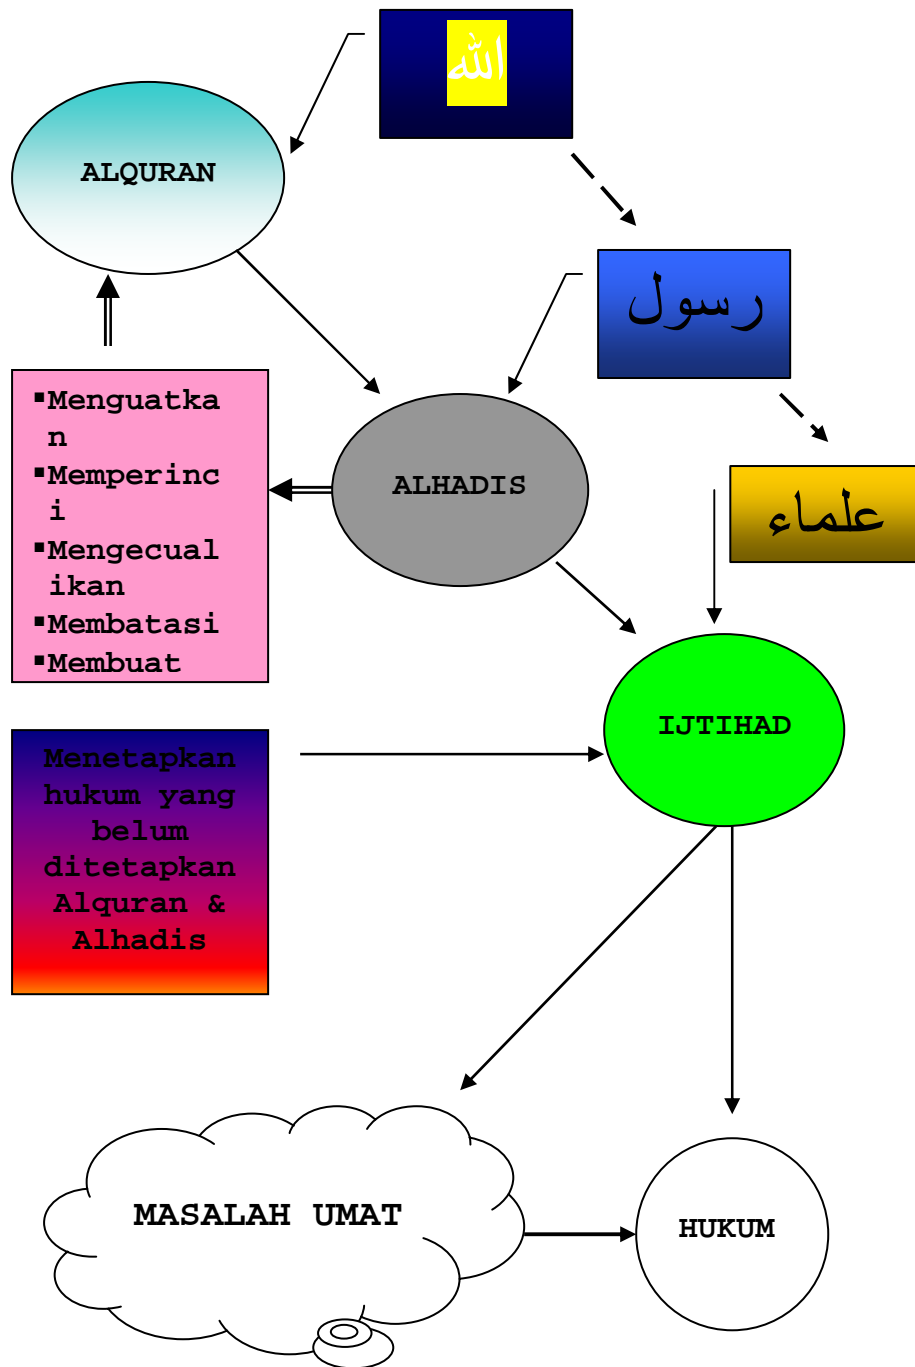 الله
ALQURAN
رسول
▪Menguatka
n
▪Memperinc
i
▪Mengecual
ikan
▪Membatasi
▪Membuat
ALHADIS
علماء
IJTIHAD
Menetapkan
hukum yang
belum
ditetapkan
Alquran &
Alhadis
MASALAH UMAT
HUKUM